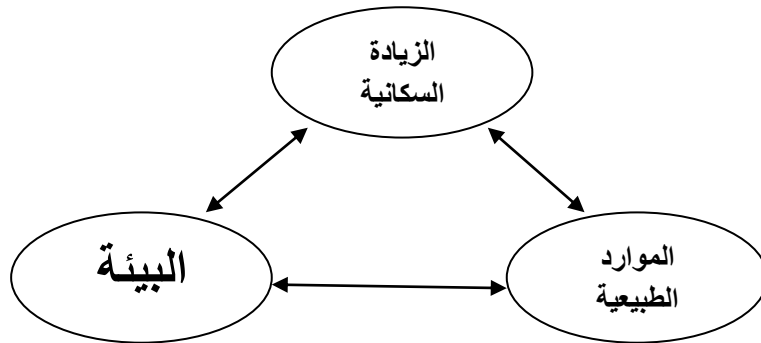 الزيادة
السكانية
البيئة
الموارد
الطبيعية